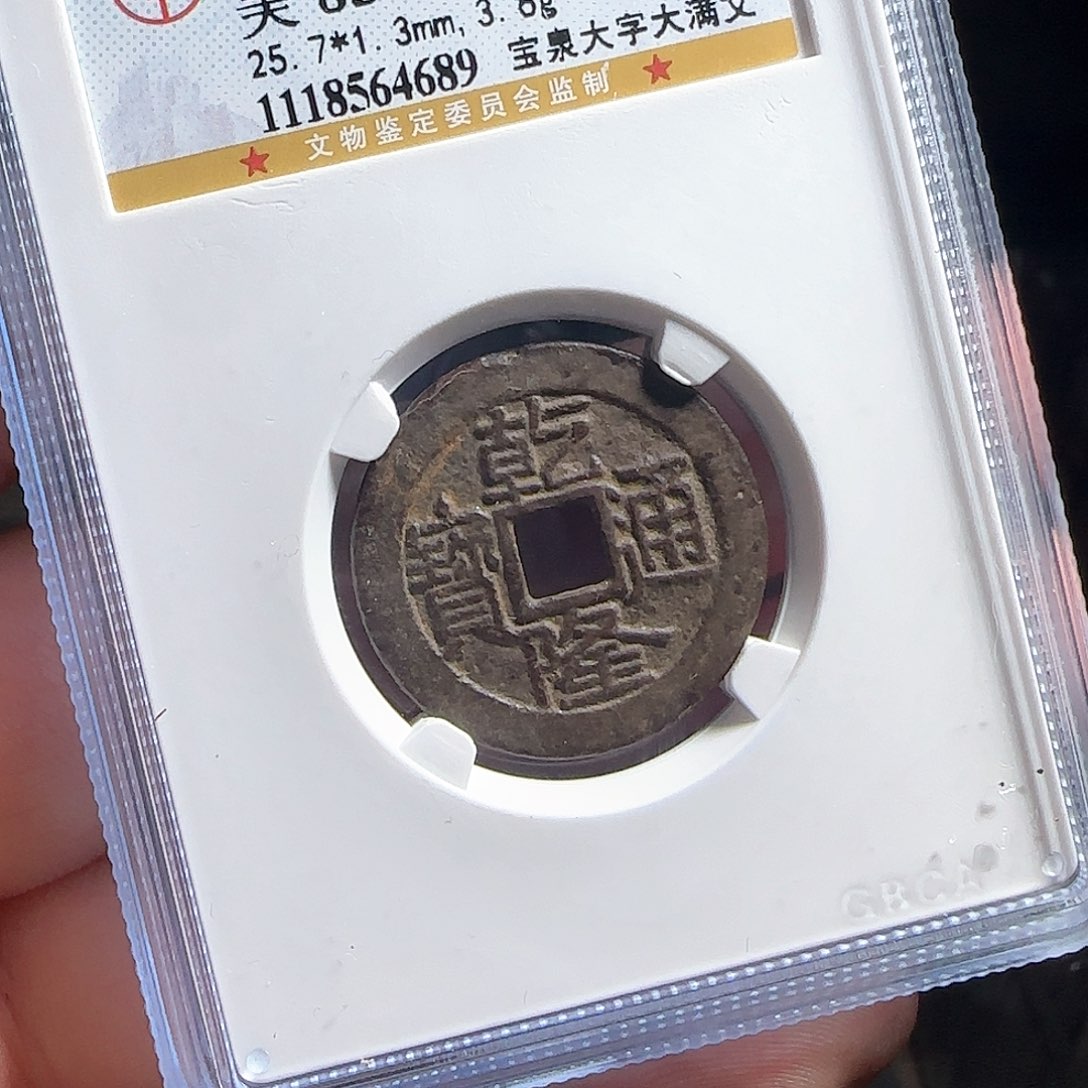 美
25.7*1.3mm, 3.6g
1118564689 宝泉大字大满文
文物鉴定委员会监制
乾隆通寶
GBCA